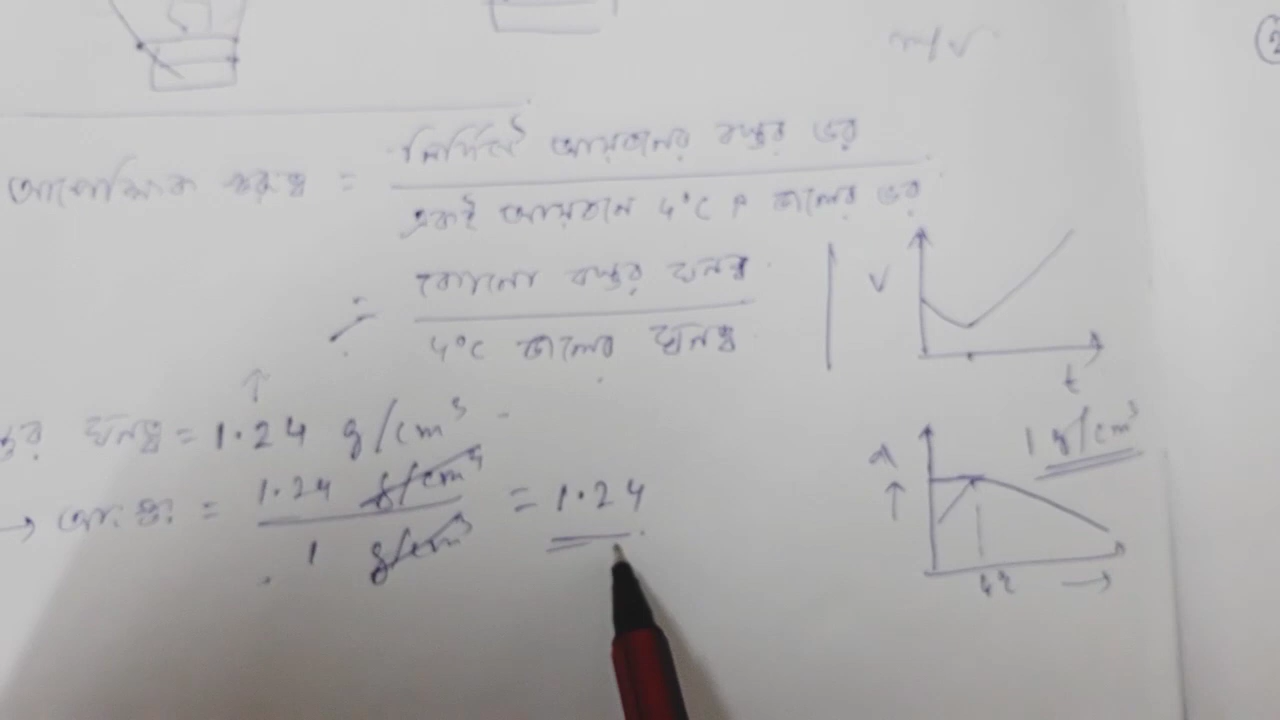 m/v
2
নির্দিষ্ট আয়তনের বস্তুর ভর
আপেক্ষিক গুরুত্ব =
একই আয়তনে 4°C এ জলের ভর
কোনো বস্তুর ঘনত্ব
4°C জলের ঘনত্ব
V
t
ঘনত্ব = 1.24 g/cm³
1 g/cm³
→ আঃ গুঃ = 1.24 g/cm³ = 1.24
1 g/cm³
d
4°C